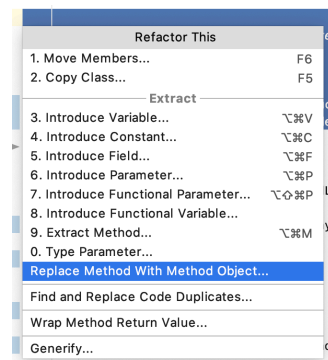 Refactor This
1. Move Members... F6
2. Copy Class... F5
Extract
3. Introduce Variable... ⌥⌘V
4. Introduce Constant... ⌥⌘C
5. Introduce Field... ⌥⌘F
6. Introduce Parameter... ⌥⌘P
7. Introduce Functional Parameter... ⌥⇧⌘P
8. Introduce Functional Variable...
9. Extract Method... ⌥⌘M
0. Type Parameter...
Replace Method With Method Object...
Find and Replace Code Duplicates...
Wrap Method Return Value...
Generify...